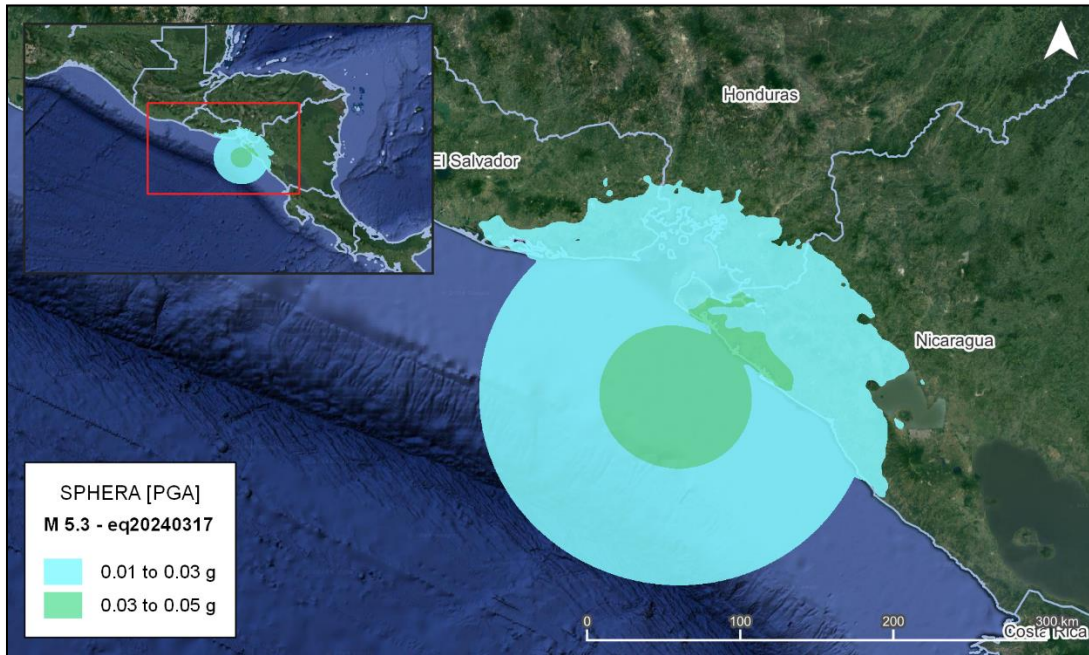 Honduras
El Salvador
Nicaragua
SPHERA [PGA]
M 5.3 - eq20240317
0.01 to 0.03 g
0.03 to 0.05 g
0 100 200 300 km
Costa Rica